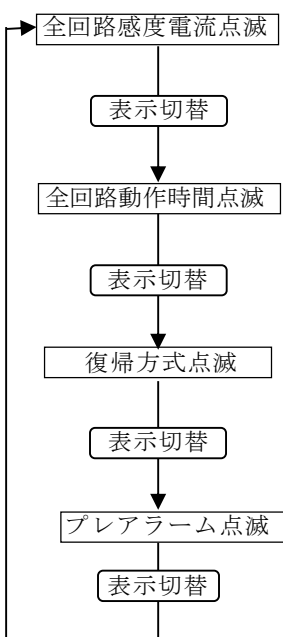 全回路感度電流点滅
表示切替
全回路動作時間点滅
表示切替
復帰方式点滅
表示切替
プレアラーム点滅
表示切替